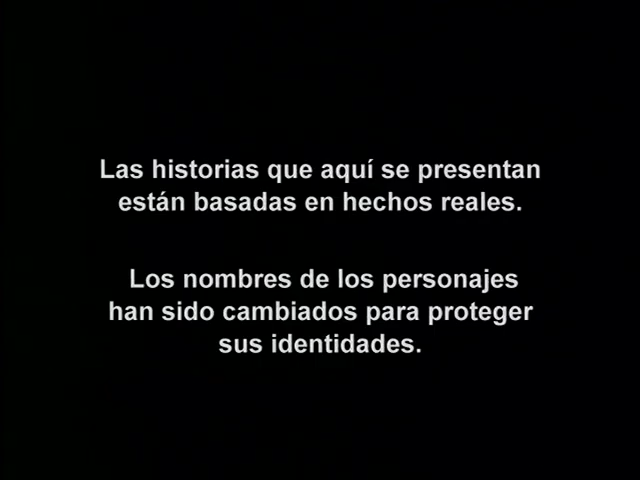 Las historias que aquí se presentan
están basadas en hechos reales.
Los nombres de los personajes
han sido cambiados para proteger
sus identidades.